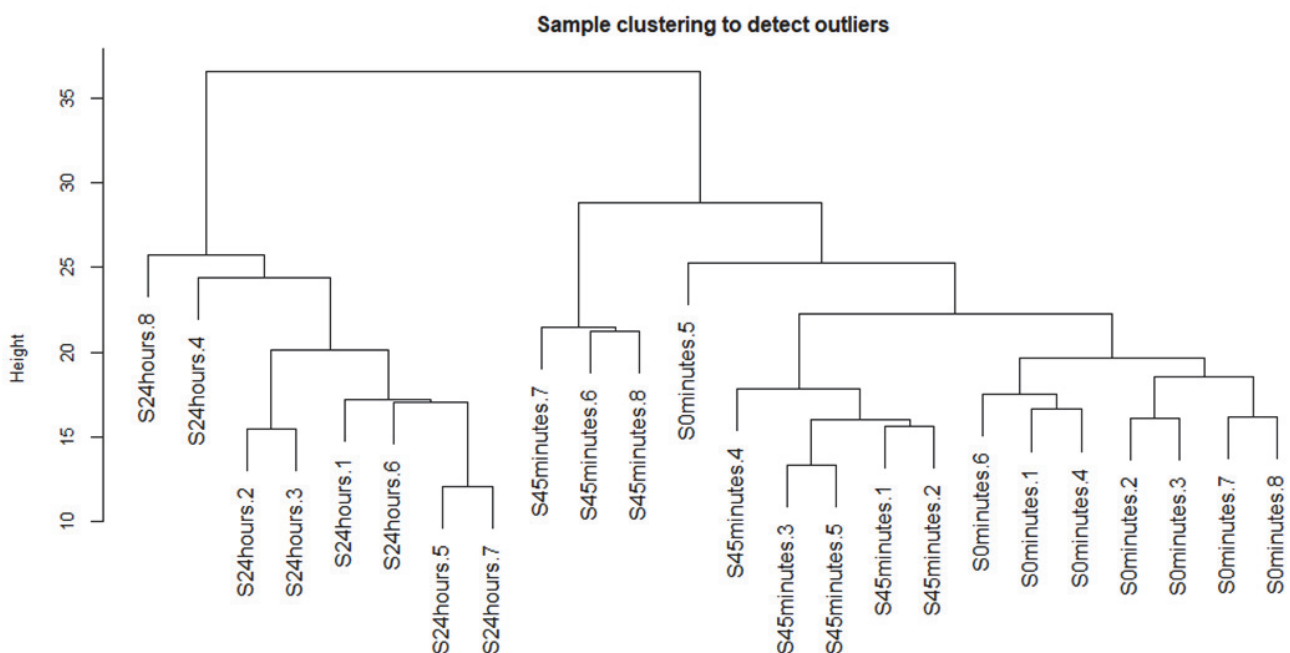 Sample clustering to detect outliers
Height
35
30
25
20
15
10
S24hours.8
S24hours.4
S24hours.2
S24hours.3
S24hours.1
S24hours.6
S24hours.5
S24hours.7
S45minutes.7
S45minutes.6
S45minutes.8
S0minutes.5
S45minutes.4
S45minutes.3
S45minutes.5
S45minutes.1
S45minutes.2
S0minutes.6
S0minutes.1
S0minutes.4
S0minutes.2
S0minutes.3
S0minutes.7
S0minutes.8